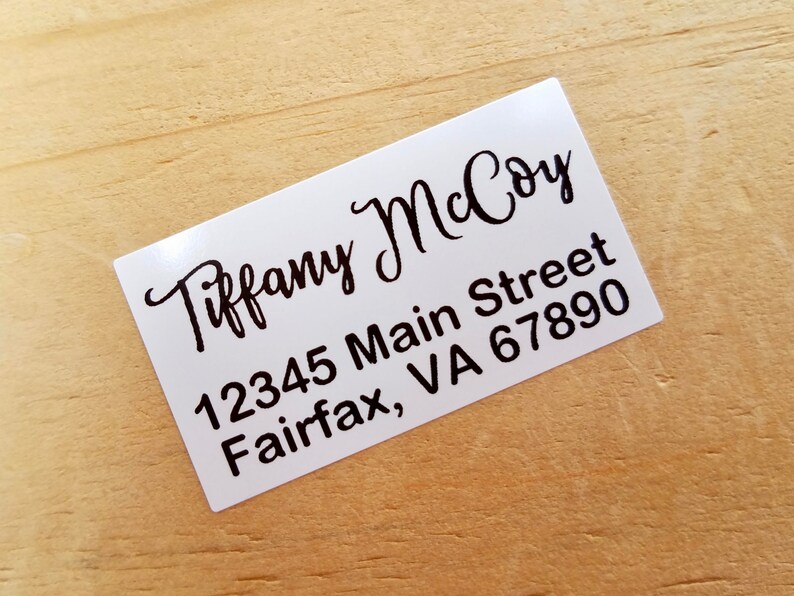 Tiffany McCoy
12345 Main Street
Fairfax, VA 67890